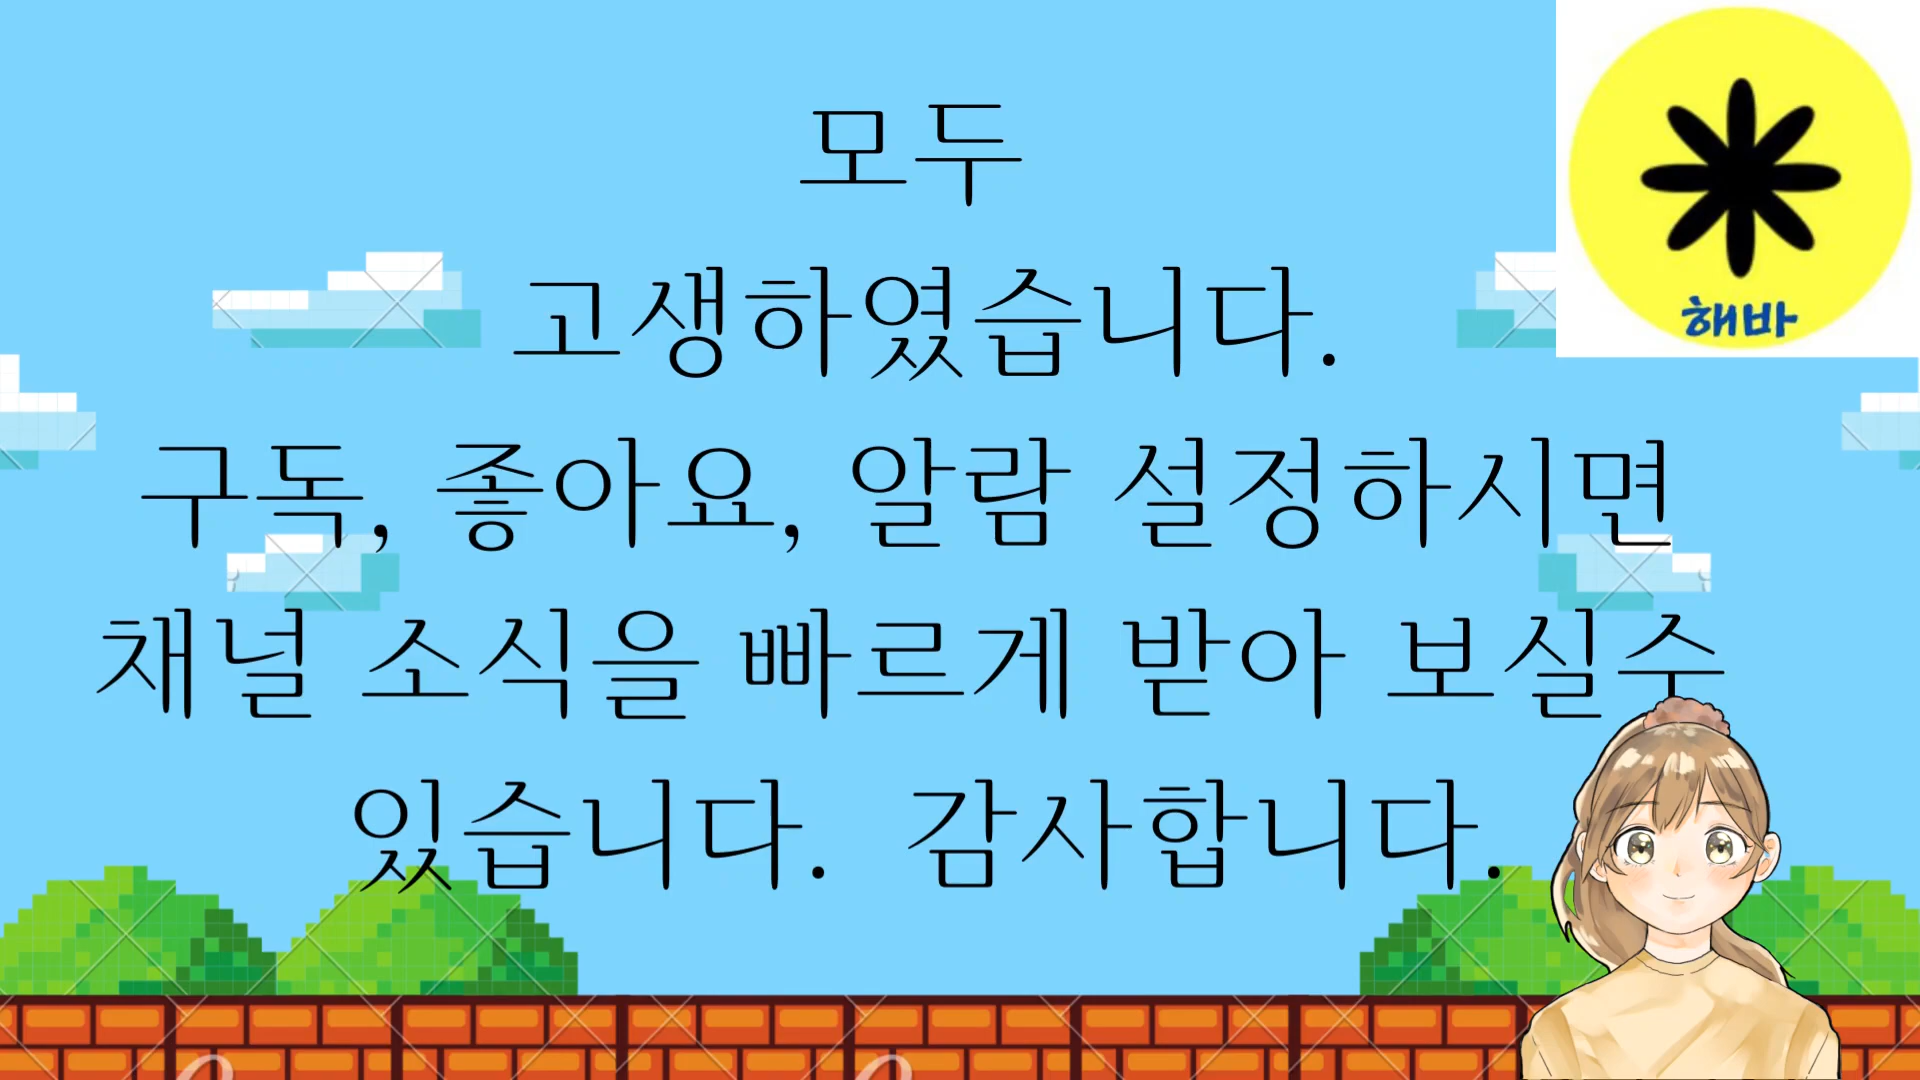 모두
고생하였습니다.
구독, 좋아요, 알람 설정하시면
채널 소식을 빠르게 받아 보실수
있습니다. 감사합니다.
해바